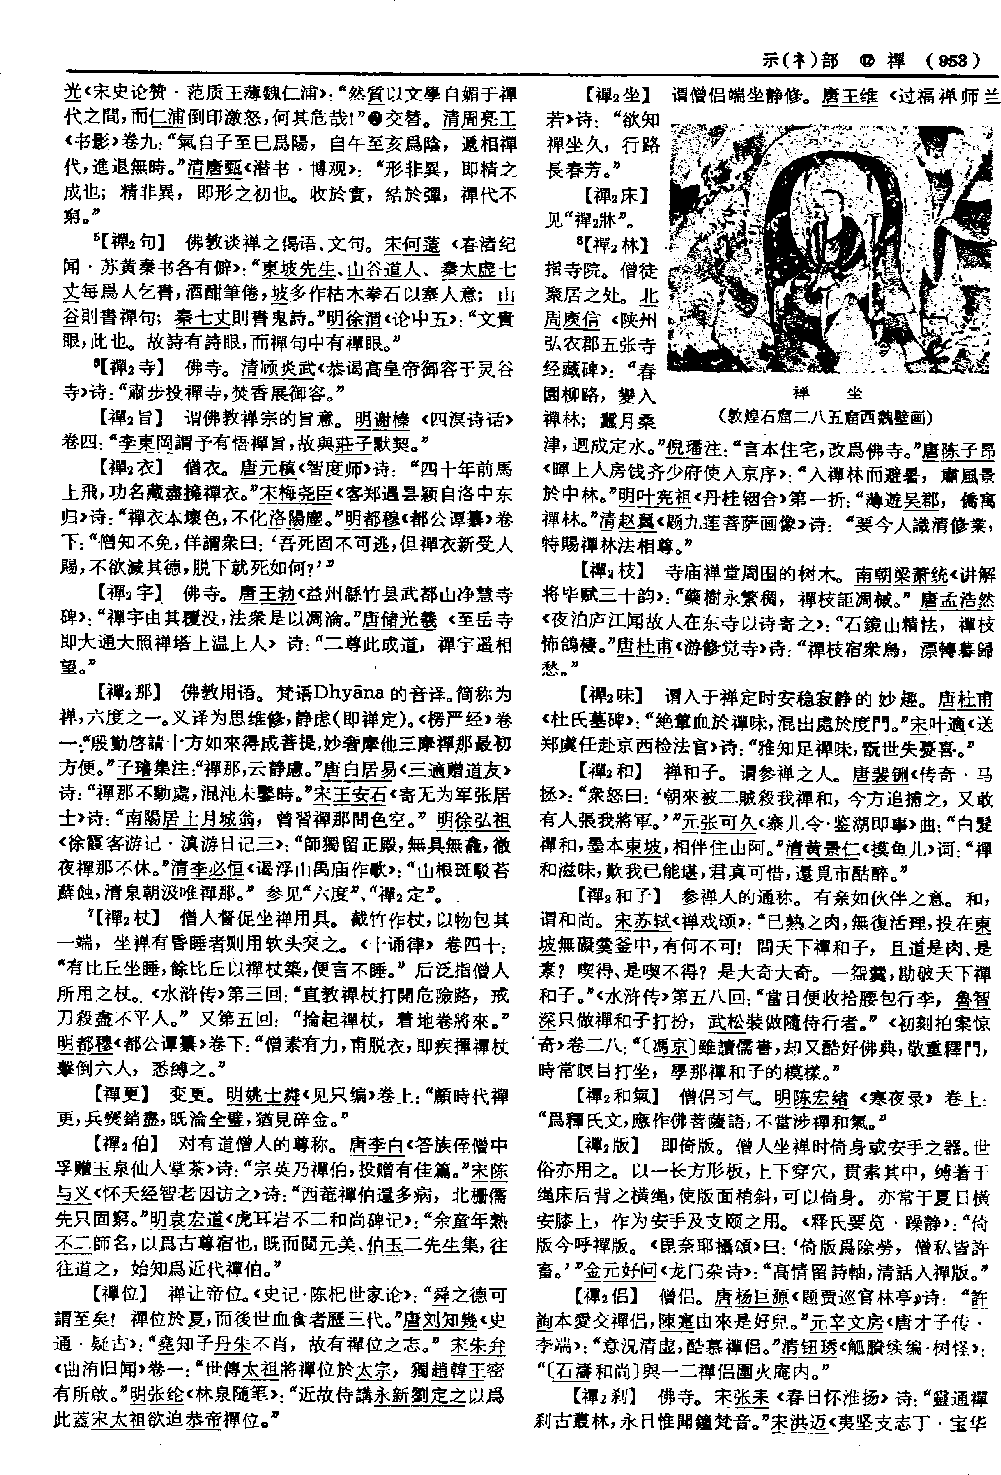 示(礻)部 ⑫ 禪 (953)
光《宋史论赞·范质王薄魏仁浦》：“然質以文學自媚于禪
代之間，而仁浦倒印激怒，何其危哉！”❷交替。清周亮工
《书影》卷九：“氣自子至巳爲陽，自午至亥爲陰，遞相禪
代，進退無時。”清唐甄《潜书·博观》：“形非異，即精之
成也；精非異，即形之初也。收於實，結於彈，禪代不
窮。”
⁵【禪₂句】 佛教谈禅之偈语、文句。宋何薳《春渚纪
闻·苏黄秦书各有僻》：“東坡先生、山谷道人、秦太虛七
丈每爲人乞書，酒酣筆倦，坡多作枯木拳石以塞人意；山
谷則書禪句；秦七丈則書鬼詩。”明徐渭《论中五》：“文貴
眼，此也。故詩有詩眼，而禪句中有禪眼。”
⁶【禪₂寺】 佛寺。清顾炎武《恭谒高皇帝御容于灵谷
寺》诗：“肅步投禪寺，焚香展御容。”
【禪₂旨】 谓佛教禅宗的旨意。明谢榛《四溟诗话》
卷四：“李東岡謂予有悟禪旨，故與莊子默契。”
【禪₂衣】 僧衣。唐元稹《智度师》诗：“四十年前馬
上飛，功名藏盡擁禪衣。”宋梅尧臣《客郑遇昙颖自洛中东
归》诗：“禪衣本壞色，不化洛陽塵。”明都穆《都公谭纂》卷
下：“僧知不免，佯謂衆曰：‘吾死固不可逃，但禪衣新受人
賜，不欲滅其德，脱下就死如何？’”
【禪₂宇】 佛寺。唐王勃《益州緜竹县武都山净慧寺
碑》：“禪宇由其覆没，法衆是以凋淪。”唐储光羲《至岳寺
即大通大照禅塔上温上人》诗：“二尊此成道，禪宇遥相
望。”
【禪₂那】 佛教用语。梵语Dhyāna的音译。简称为
禅，六度之一。义译为思维修，静虑(即禅定)。《楞严经》卷
一：“殷勤啓請十方如來得成菩提，妙奢摩他三摩禪那最初
方便。”子璿集注：“禪那，云静慮。”唐白居易《三适赠道友》
诗：“禪那不動處，混沌未鑿時。”宋王安石《寄无为军张居
士》诗：“南陽居士月城翁，曾習禪那問色空。”明徐弘祖
《徐霞客游记·滇游日记三》：“師獨留正殿，無具無龕，徹
夜禪那不休。”清李必恒《谒浮山禹庙作歌》：“山根斑駁苔
蘚蝕，清泉朝汲唯禪那。”参见“六度”、“禪₂定”。
⁷【禪₂杖】 僧人督促坐禅用具。截竹作杖，以物包其
一端，坐禅有昏睡者则用软头突之。《十诵律》卷四十：
“有比丘坐睡，餘比丘以禪杖築，便言不睡。”后泛指僧人
所用之杖。《水浒传》第三回：“直教禪杖打開危險路，戒
刀殺盡不平人。”又第五回：“掄起禪杖，着地卷將來。”
明都穆《都公谭纂》卷下：“僧素有力，甫脱衣，即疾揮禪杖
擊倒六人，悉縛之。”
【禪更】 变更。明姚士粦《见只编》卷上：“顧時代禪
更，兵燹銷盡，既淪全璧，猶見碎金。”
【禪₂伯】 对有道僧人的尊称。唐李白《答族侄僧中
孚赠玉泉仙人掌茶》诗：“宗英乃禪伯，投贈有佳篇。”宋陈
与义《怀天经智老因访之》诗：“西菴禪伯還多病，北栅儒
先只固窮。”明袁宏道《虎耳岩不二和尚碑记》：“余童年熟
不二師名，以爲古尊宿也，既而閲元美、伯玉二先生集，往
往道之，始知爲近代禪伯。”
【禪位】 禅让帝位。《史记·陈杞世家论》：“舜之德可
謂至矣！禪位於夏，而後世血食者歷三代。”唐刘知幾《史
通·疑古》：“堯知子丹朱不肖，故有禪位之志。”宋朱弁
《曲洧旧闻》卷一：“世傳太祖將禪位於太宗，獨趙韓王密
有所啟。”明张纶《林泉随笔》：“近故侍講永新劉定之以爲
此蓋宋太祖欲迫恭帝禪位。”
【禪₂坐】 谓僧侣端坐静修。唐王维《过福禅师兰
若》诗：“欲知
禪坐久，行路
長春芳。”
【禪₂床】
见“禪₂牀”。
⁸【禪₂林】
指寺院。僧徒
聚居之处。北
周庾信《陕州
弘农郡五张寺
经藏碑》：“春
園柳路，變入
禪林；蠶月桑
津，迥成定水。”倪璠注：“言本住宅，改爲佛寺。”唐陈子昂
《暉上人房饯齐少府使入京序》：“入禪林而避暑，肅風景
於中林。”明叶宪祖《丹桂钿合》第一折：“薄遊吴郡，僑寓
禪林。”清赵翼《题九莲菩萨画像》诗：“要今人識清修業，
特賜禪林法相尊。”
禪 坐
(敦煌石窟二八五窟西魏壁画)
【禪₂枝】 寺庙禅堂周围的树木。南朝梁萧统《讲解
将毕赋三十韵》：“藥樹永繁稠，禪枝詎凋槭。”唐孟浩然
《夜泊庐江闻故人在东寺以诗寄之》：“石鏡山精怯，禪枝
怖鴿棲。”唐杜甫《游修觉寺》诗：“禪枝宿衆鳥，漂轉暮歸
愁。”
【禪₂味】 谓入于禅定时安稳寂静的妙趣。唐杜甫
《杜氏墓碑》：“絶葷血於禪味，混出處於度門。”宋叶適《送
郑虞任赴京西检法官》诗：“雅知足禪味，翫世失憂喜。”
【禪₂和】 禅和子。谓参禅之人。唐裴铏《传奇·马
拯》：“衆怒曰：‘朝來被二賊殺我禪和，今方追捕之，又敢
有人張我將軍。’”元张可久《寨儿令·鉴湖即事》曲：“白髮
禪和，墨本東坡，相伴住山阿。”清黄景仁《摸鱼儿》词：“禪
和滋味，歎我已能堪，君真可惜，還覓市酤醉。”
【禪₂和子】 参禅人的通称。有亲如伙伴之意。和，
谓和尚。宋苏轼《禅戏颂》：“已熟之肉，無復活理，投在東
坡無礙羹釜中，有何不可！問天下禪和子，且道是肉、是
素？喫得、是喫不得？是大奇大奇。一盌羹，勘破天下禪
和子。”《水浒传》第五八回：“當日便收拾腰包行李，魯智
深只做禪和子打扮，武松裝做隨侍行者。”《初刻拍案惊
奇》卷二八：“〔馮京〕雖讀儒書，却又酷好佛典，敬重釋門，
時常暝目打坐，學那禪和子的模樣。”
【禪₂和氣】 僧侣习气。明陈宏绪《寒夜录》卷上：
“爲釋氏文，應作佛菩薩語，不當涉禪和氣。”
【禪₂版】 即倚版。僧人坐禅时倚身或安手之器。世
俗亦用之。以一长方形板，上下穿穴，贯索其中，缚着于
绳床后背之横绳，使版面稍斜，可以倚身。亦常于夏日横
安膝上，作为安手及支颐之用。《释氏要览·躁静》：“倚
版今呼禪版。《毘奈耶攝頌》曰：‘倚版爲除勞，僧私皆許
畜。’”金元好问《龙门杂诗》：“高情留詩軸，清話入禪版。”
【禪₂侣】 僧侣。唐杨巨源《题贾巡官林亭》诗：“許
詢本愛交禪侣，陳寔由來是好兒。”元辛文房《唐才子传·
李端》：“意況清虚，酷慕禪侣。”清钮琇《觚賸续编·树怪》：
“〔石濤和尚〕與一二禪侣圍火庵内。”
【禪₂刹】 佛寺。宋张耒《春日怀淮扬》诗：“靈通禪
刹古叢林，永日惟聞鐘梵音。”宋洪迈《夷坚支志丁·宝华